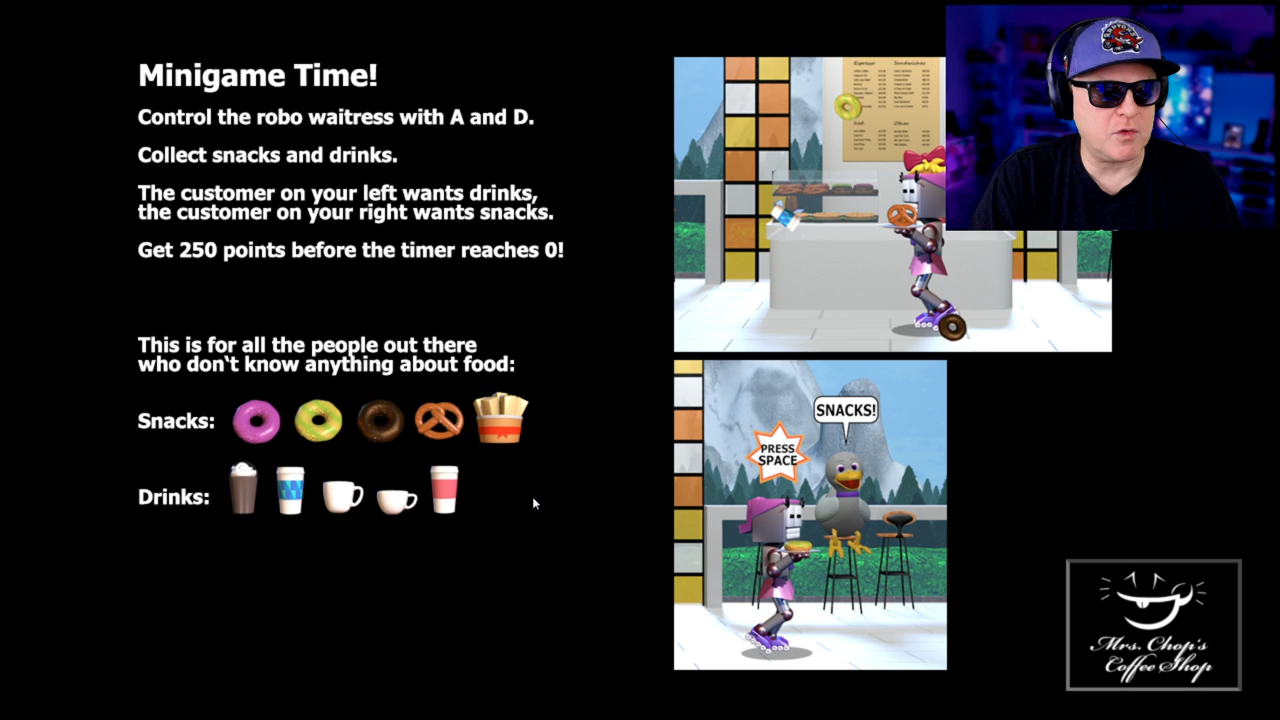 Minigame Time!
Control the robo waitress with A and D.
Collect snacks and drinks.
The customer on your left wants drinks,
the customer on your right wants snacks.
Get 250 points before the timer reaches 0!
This is for all the people out there
who don't know anything about food:
Snacks:
Drinks:
Espresso
Sandwiches
SNACKS!
PRESS
SPACE
Mrs. Chop's
Coffee Shop